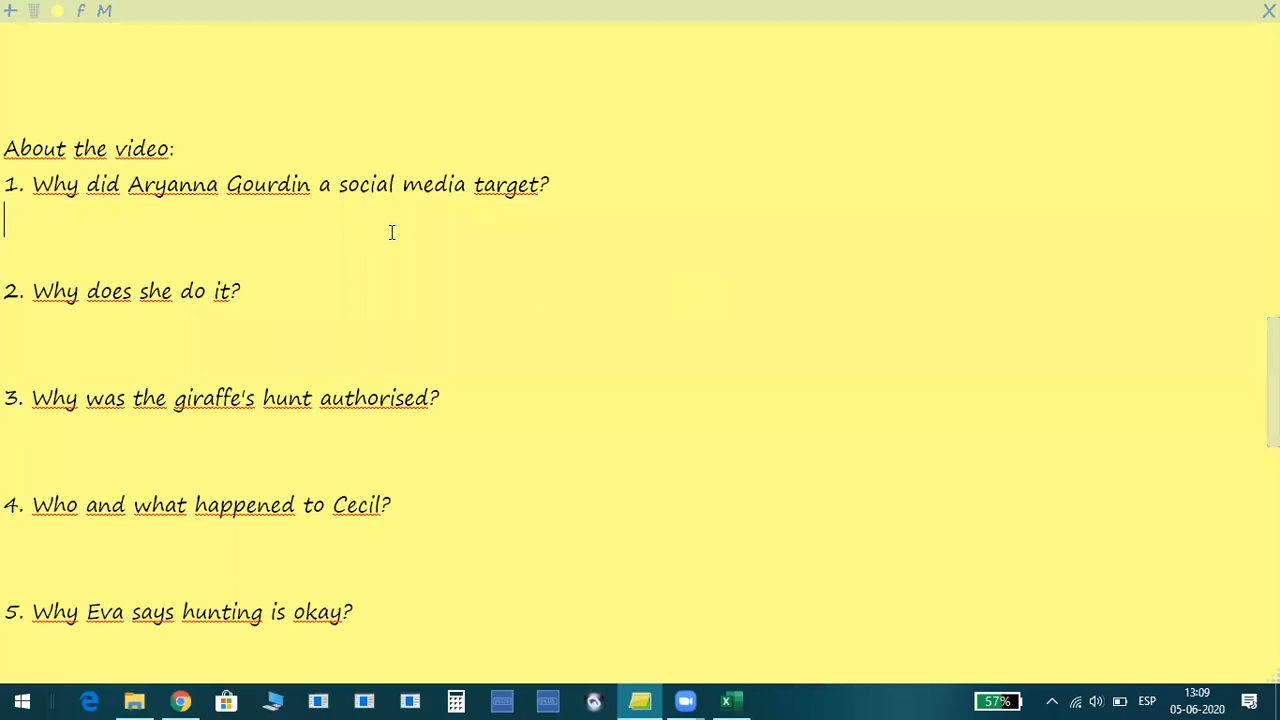 + f M X
About the video:
1. Why did Aryanna Gourdin a social media target?
2. Why does she do it?
3. Why was the giraffe's hunt authorised?
4. Who and what happened to Cecil?
5. Why Eva says hunting is okay?
57% ESP 13:09
05-06-2020